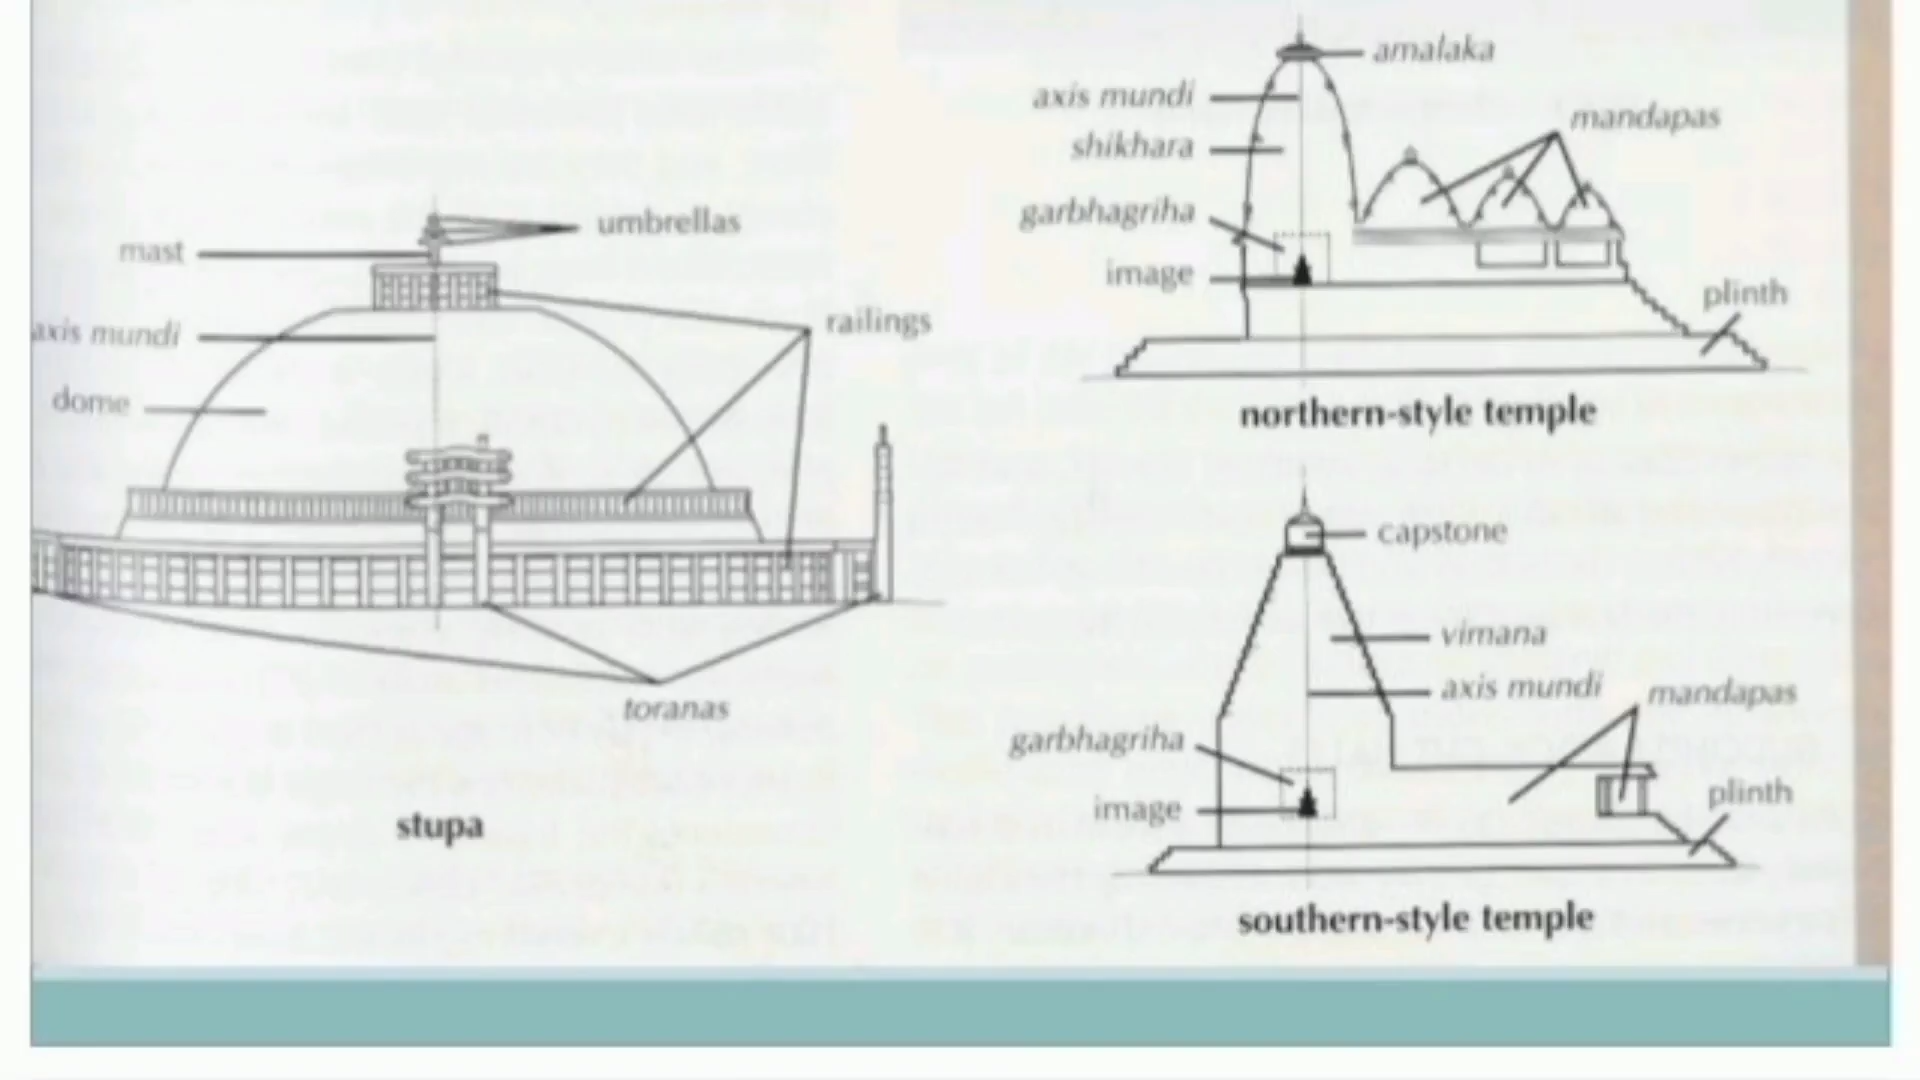 umbrellas
mast
railings
axis mundi
dome
toranas
stupa
amalaka
axis mundi
mandapas
shikhara
garbhagriha
image
plinth
northern-style temple
capstone
vimana
axis mundi
mandapas
garbhagriha
plinth
image
southern-style temple